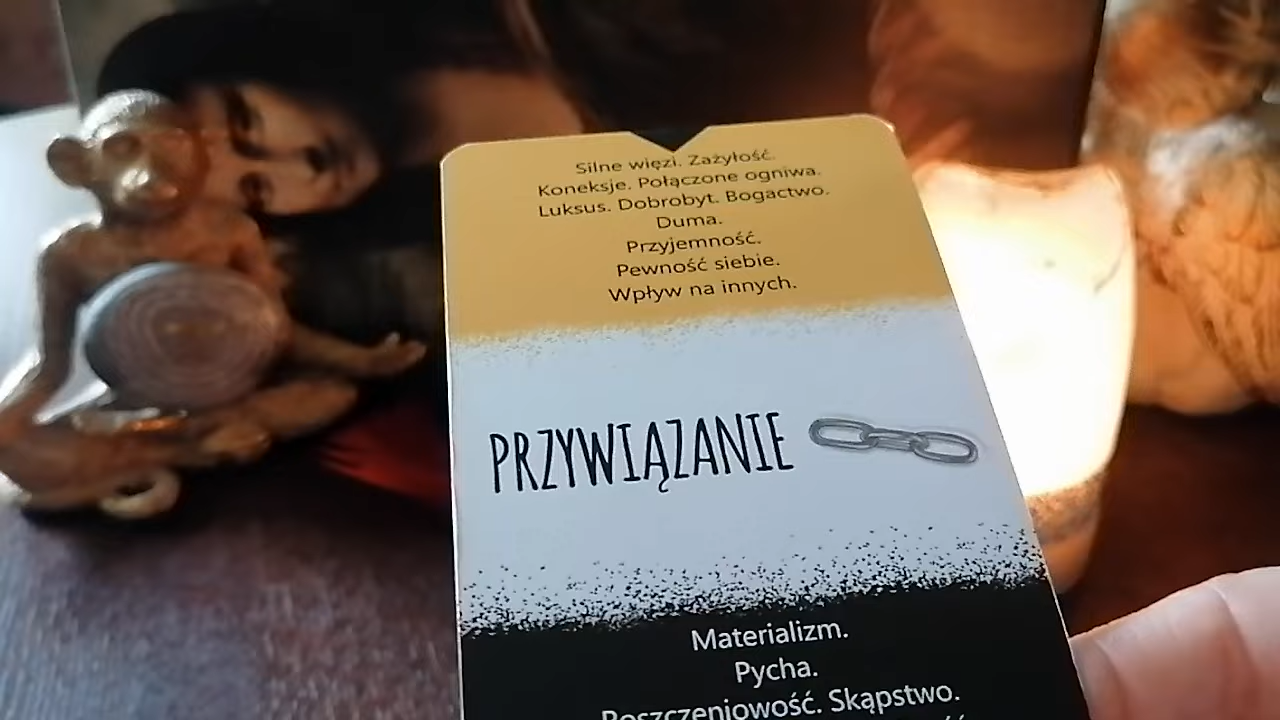 Silne więzi. Zażyłość.
Koneksje. Połączone ogniwa.
Luksus. Dobrobyt. Bogactwo.
Duma.
Przyjemność.
Pewność siebie.
Wpływ na innych.
PRZYWIĄZANIE
Materializm.
Pycha.
Roszczeniowość. Skąpstwo.